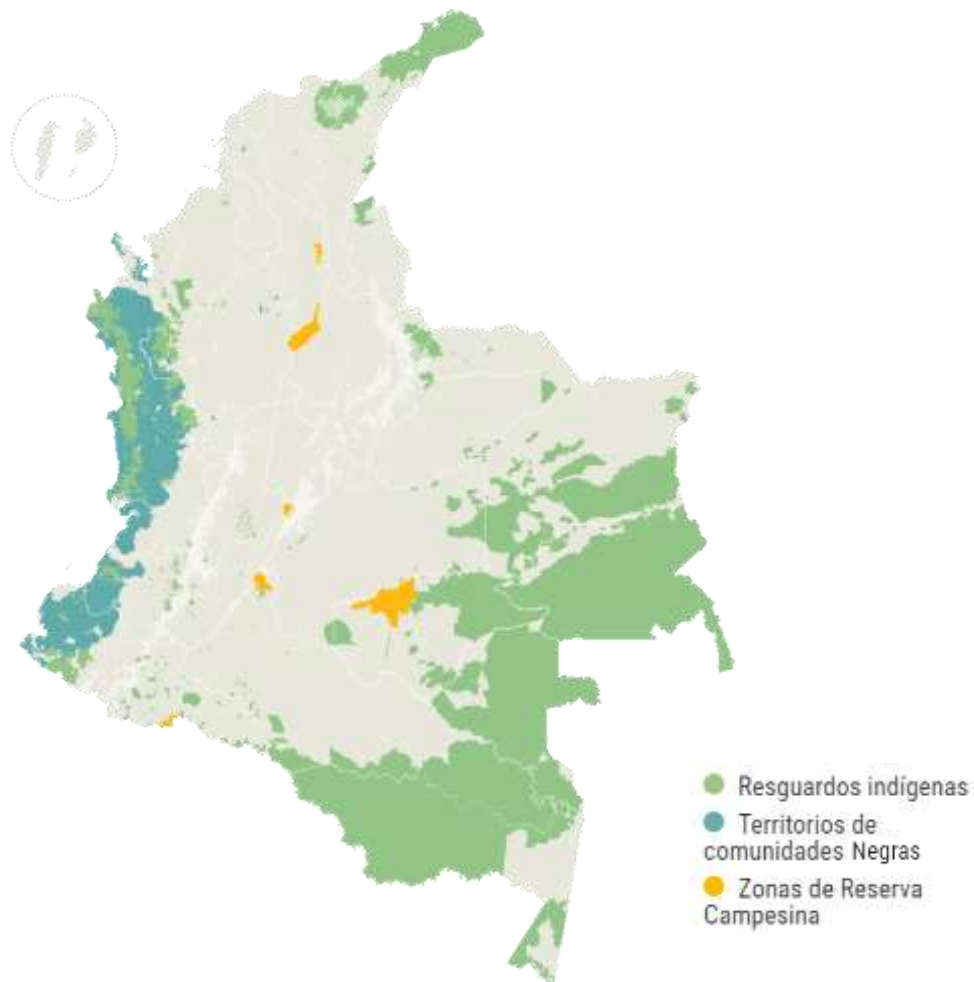 Resguardos indígenas
Territorios de
comunidades Negras
Zonas de Reserva
Campesina